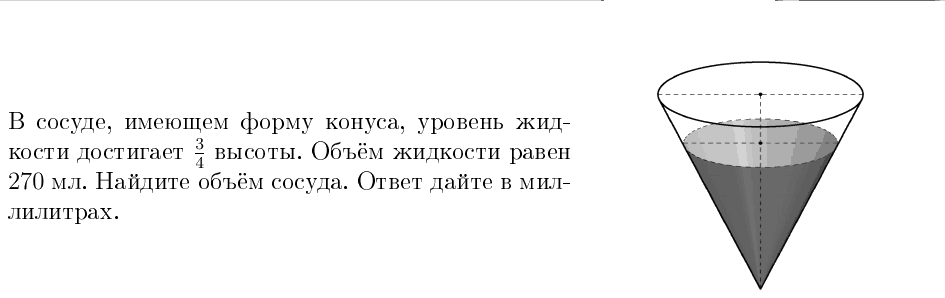 В сосуде, имеющем форму конуса, уровень жид-
кости достигает 3/4 высоты. Объём жидкости равен
270 мл. Найдите объём сосуда. Ответ дайте в мил-
лилитрах.